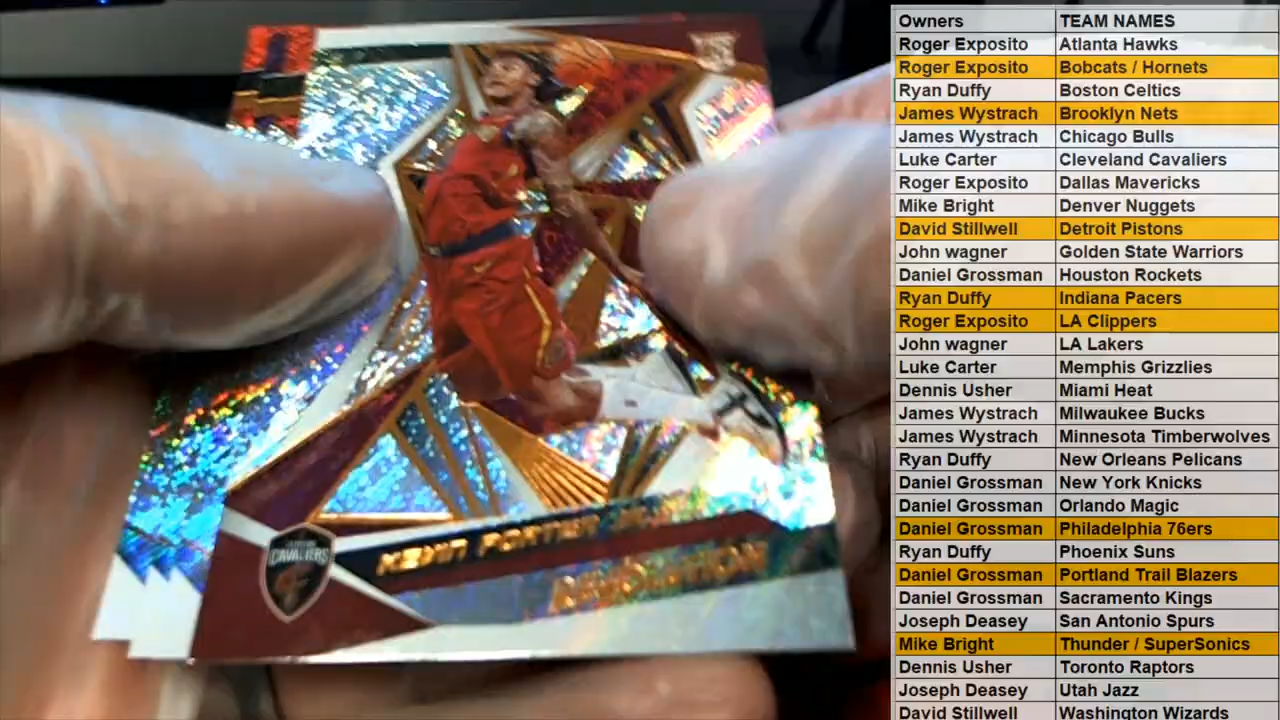 Owners TEAM NAMES
Roger Exposito Atlanta Hawks
Roger Exposito Bobcats / Hornets
Ryan Duffy Boston Celtics
James Wystrach Brooklyn Nets
James Wystrach Chicago Bulls
Luke Carter Cleveland Cavaliers
Roger Exposito Dallas Mavericks
Mike Bright Denver Nuggets
David Stillwell Detroit Pistons
John wagner Golden State Warriors
Daniel Grossman Houston Rockets
Ryan Duffy Indiana Pacers
Roger Exposito LA Clippers
John wagner LA Lakers
Luke Carter Memphis Grizzlies
Dennis Usher Miami Heat
James Wystrach Milwaukee Bucks
James Wystrach Minnesota Timberwolves
Ryan Duffy New Orleans Pelicans
Daniel Grossman New York Knicks
Daniel Grossman Orlando Magic
Daniel Grossman Philadelphia 76ers
Ryan Duffy Phoenix Suns
Daniel Grossman Portland Trail Blazers
Daniel Grossman Sacramento Kings
Joseph Deasey San Antonio Spurs
Mike Bright Thunder / SuperSonics
Dennis Usher Toronto Raptors
Joseph Deasey Utah Jazz
David Stillwell Washington Wizards
KEVIN PORTER JR.
REVOLUTION
CAVALIERS